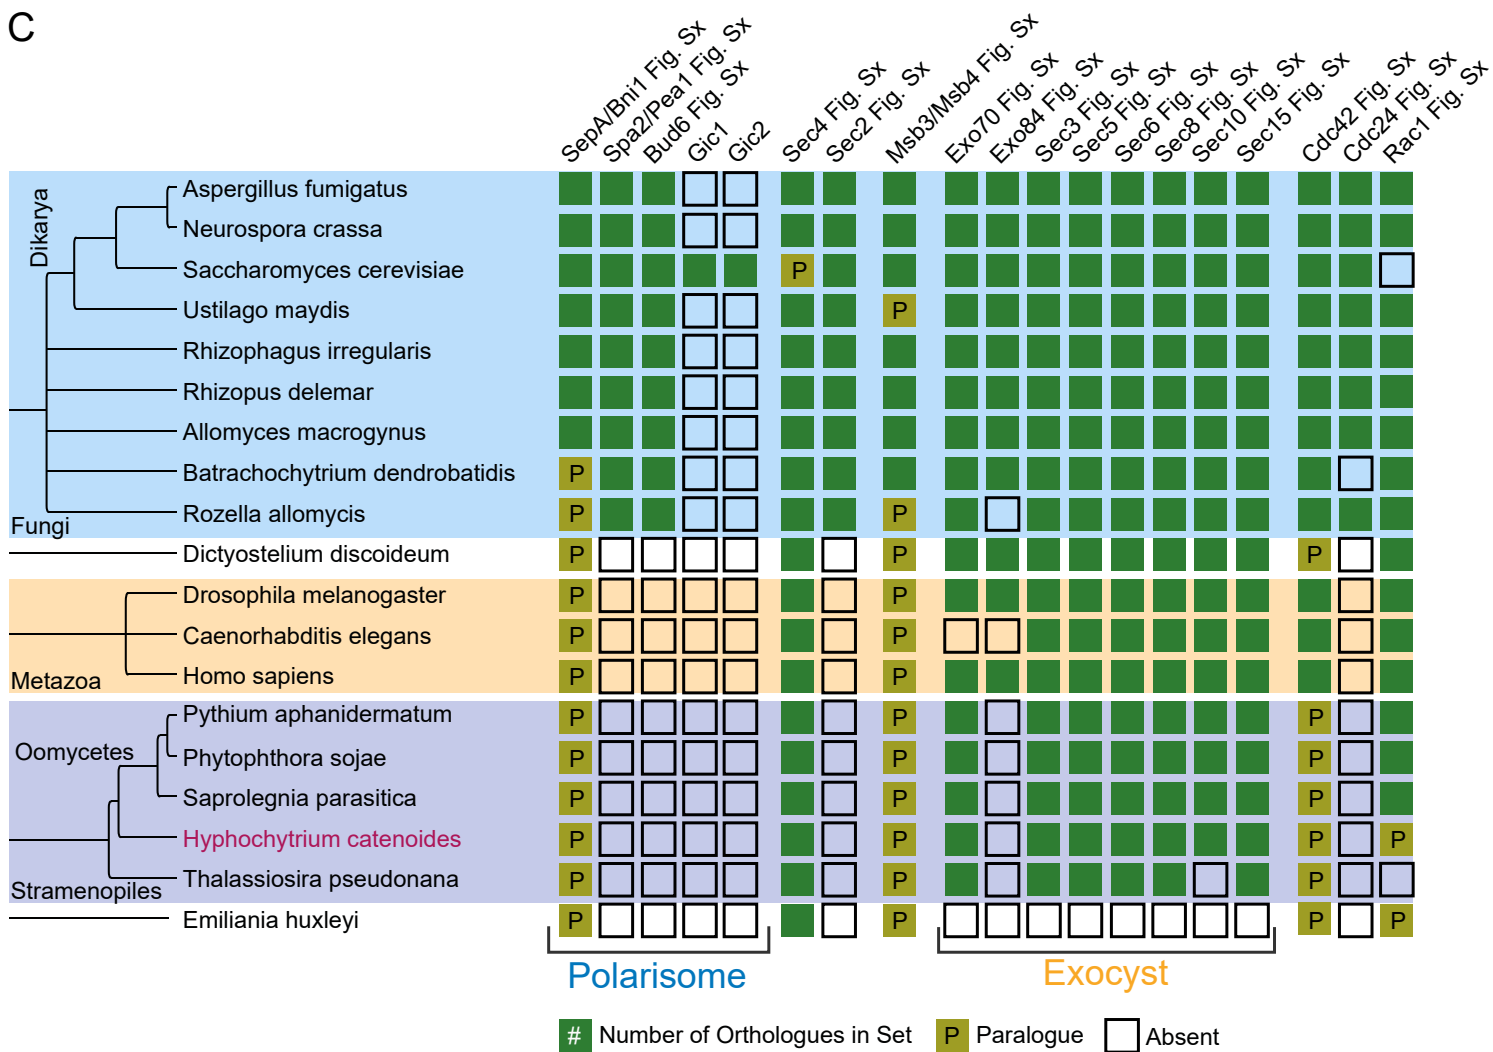 C
SepA/Bni1 Fig. Sx
Spa2/Pea1 Fig. Sx
Bud6 Fig. Sx
Gic1
Gic2
Sec4 Fig. Sx
Sec2 Fig. Sx
Msb3/Msb4 Fig. Sx
Exo70 Fig. Sx
Exo84 Fig. Sx
Sec3 Fig. Sx
Sec5 Fig. Sx
Sec6 Fig. Sx
Sec8 Fig. Sx
Sec10 Fig. Sx
Sec15 Fig. Sx
Cdc42 Fig. Sx
Cdc24 Fig. Sx
Rac1 Fig. Sx
Dikarya
Aspergillus fumigatus
Neurospora crassa
Saccharomyces cerevisiae P
Ustilago maydis P
Rhizophagus irregularis
Rhizopus delemar
Allomyces macrogynus
Batrachochytrium dendrobatidis P
Rozella allomycis P P
Fungi
Dictyostelium discoideum P P P
Drosophila melanogaster P P
Caenorhabditis elegans P P
Homo sapiens P P
Metazoa
Pythium aphanidermatum P P P
Oomycetes
Phytophthora sojae P P P
Saprolegnia parasitica P P P
Hyphochytrium catenoides P P P P
Thalassiosira pseudonana P P P
Stramenopiles
Emiliania huxleyi P P P P
Polarisome
Exocyst
# Number of Orthologues in Set P Paralogue Absent